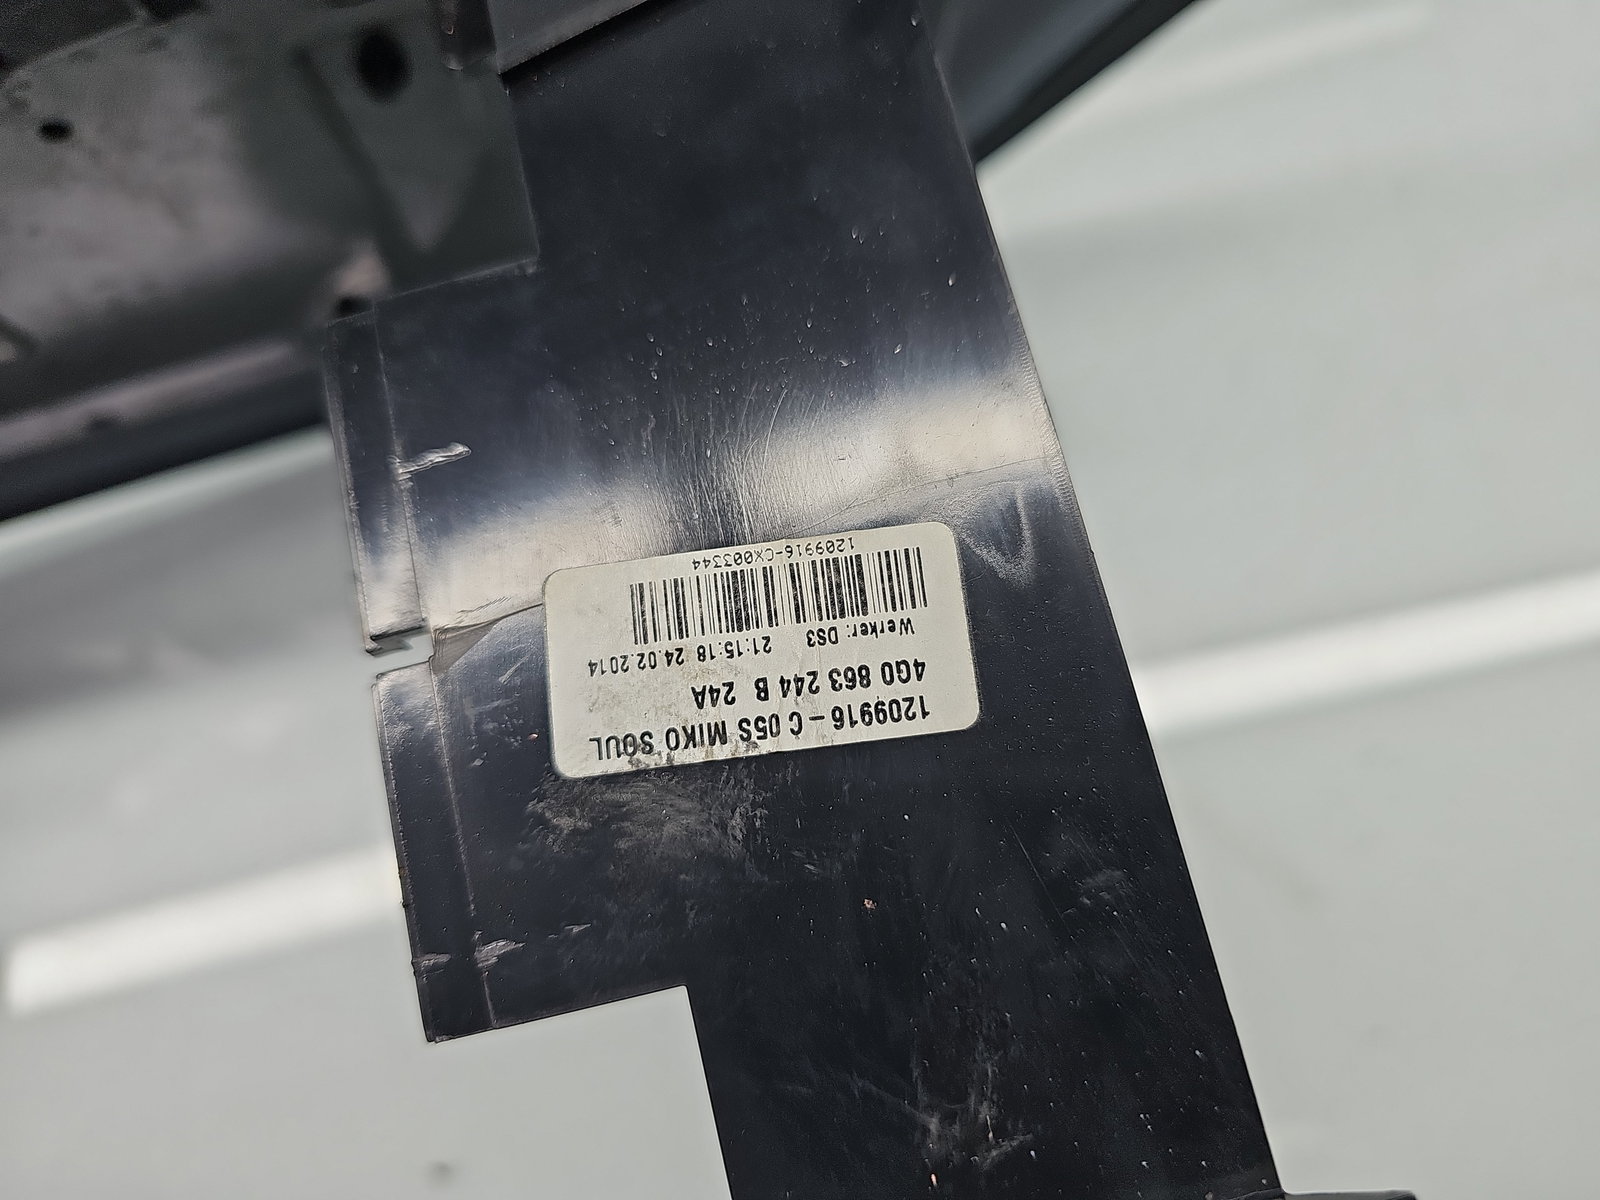 1209916-C 05S MIKO SOUL
4G0 863 244 B 24A
Werker: DS3 21:15:18 24.02.2014
1209916-CX003344